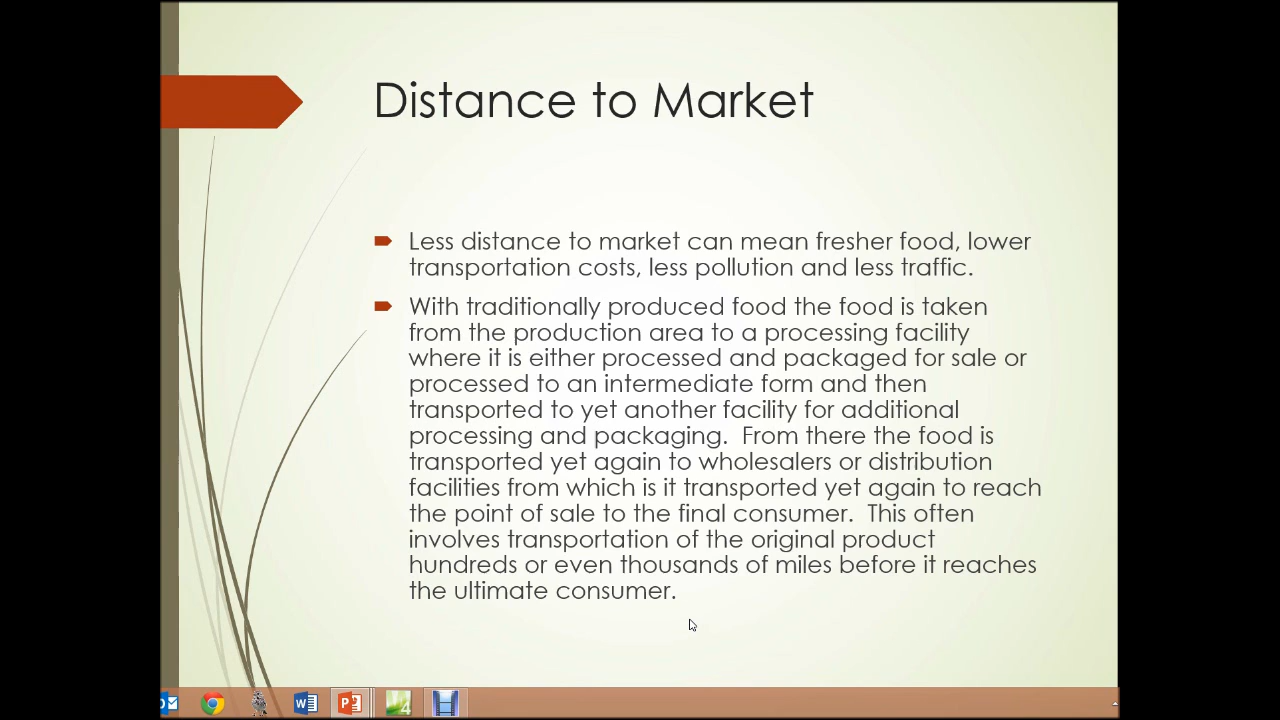 Distance to Market
Less distance to market can mean fresher food, lower
transportation costs, less pollution and less traffic.
With traditionally produced food the food is taken
from the production area to a processing facility
where it is either processed and packaged for sale or
processed to an intermediate form and then
transported to yet another facility for additional
processing and packaging.  From there the food is
transported yet again to wholesalers or distribution
facilities from which is it transported yet again to reach
the point of sale to the final consumer.  This often
involves transportation of the original product
hundreds or even thousands of miles before it reaches
the ultimate consumer.